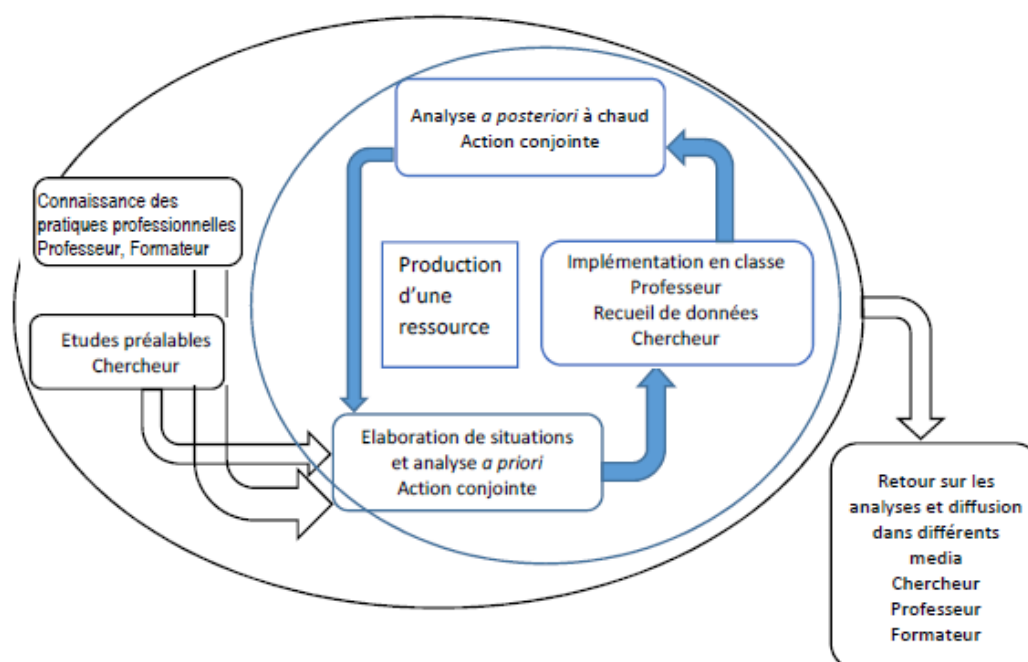 Analyse a posteriori à chaud
Action conjointe
Connaissance des
pratiques professionnelles
Professeur, Formateur
Production
d'une
ressource
Implémentation en classe
Professeur
Recueil de données
Chercheur
Etudes préalables
Chercheur
Elaboration de situations
et analyse a priori
Action conjointe
Retour sur les
analyses et diffusion
dans différents
media
Chercheur
Professeur
Formateur